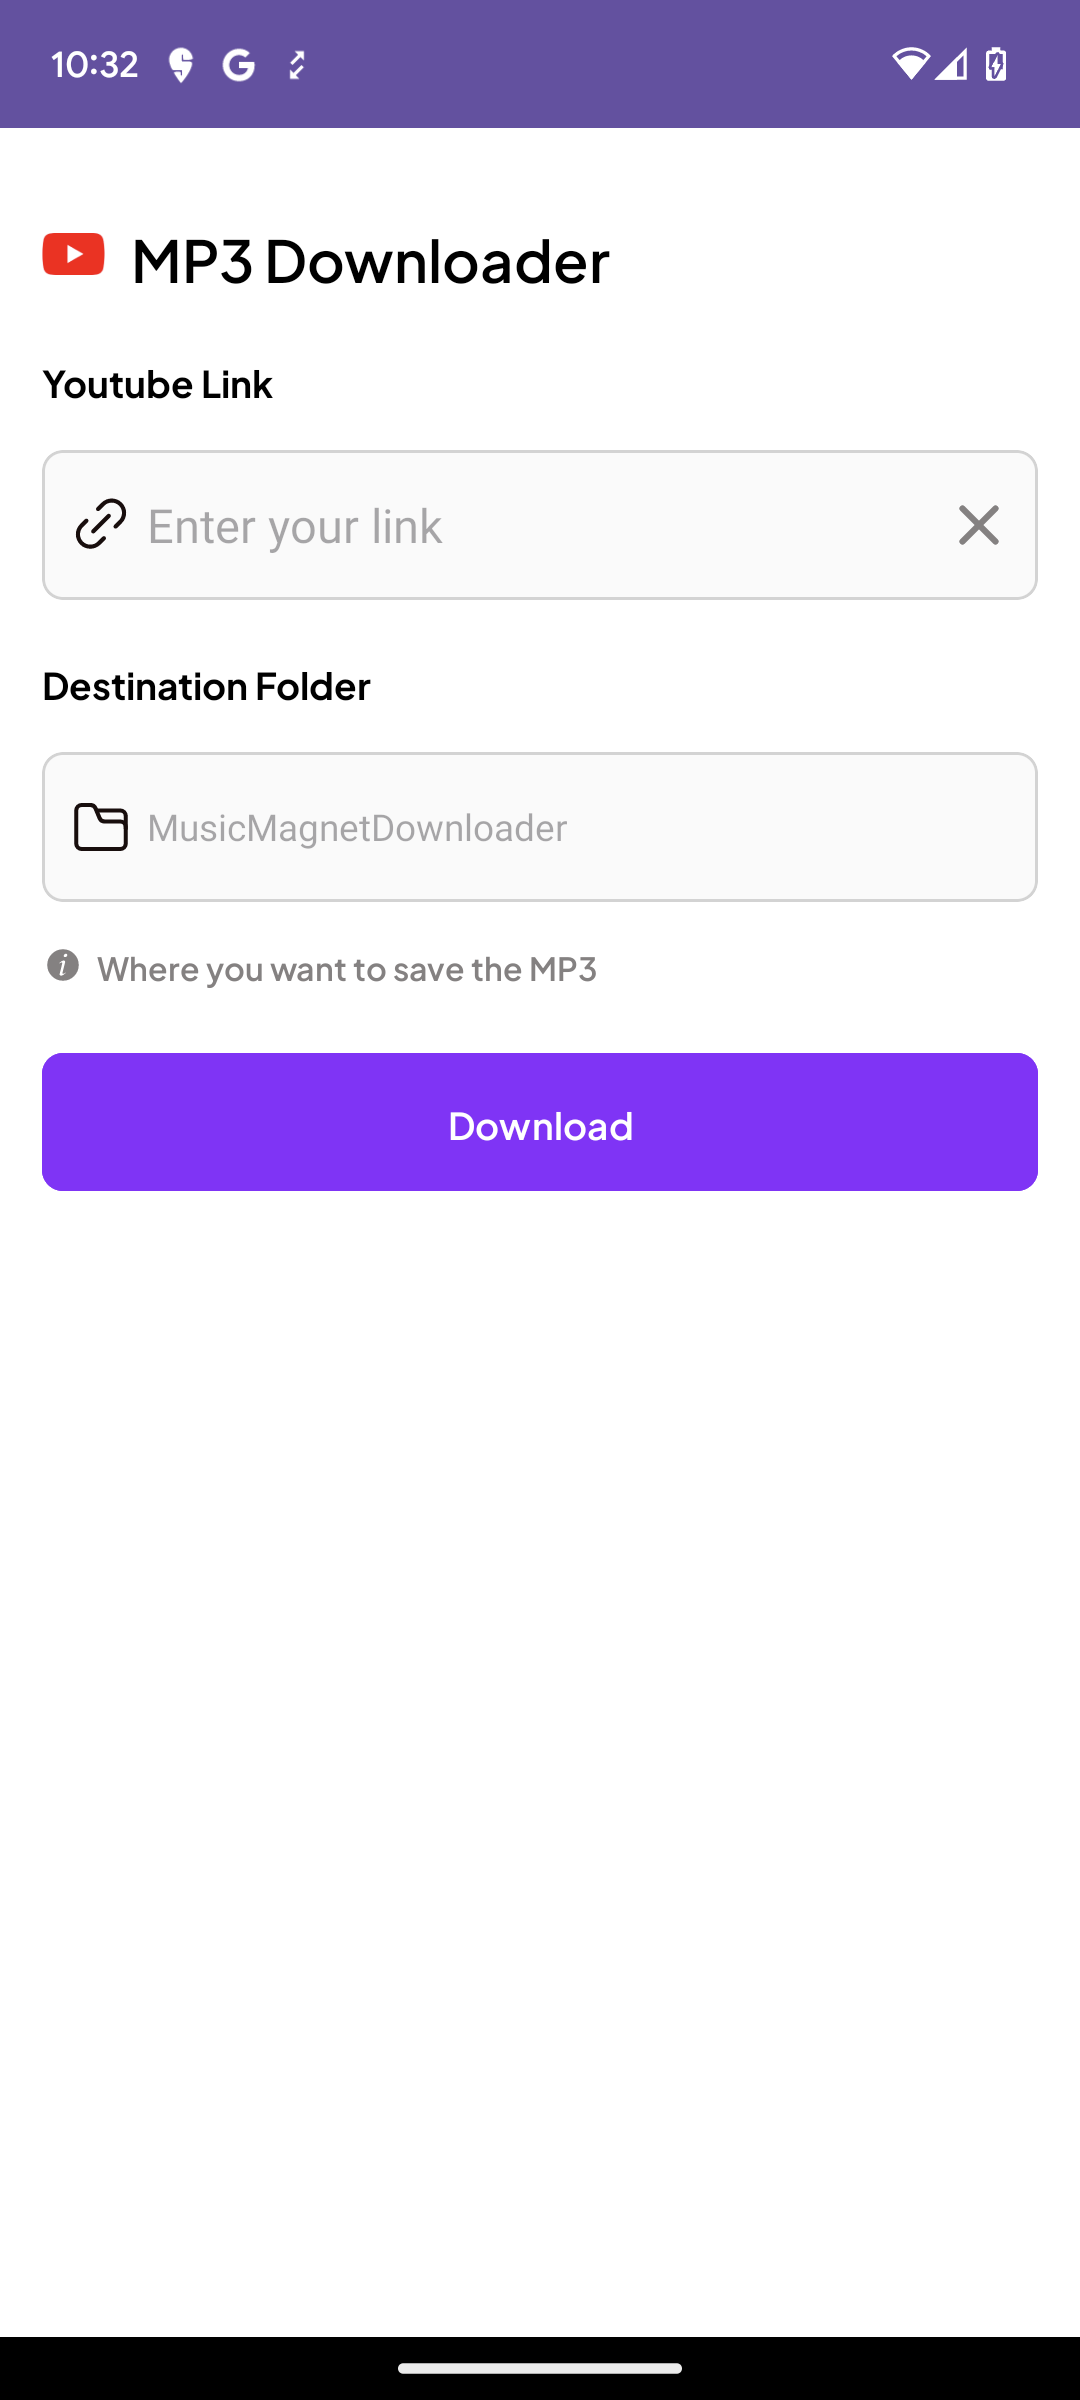 10:32
MP3 Downloader
Youtube Link
Enter your link
Destination Folder
MusicMagnetDownloader
Where you want to save the MP3
Download